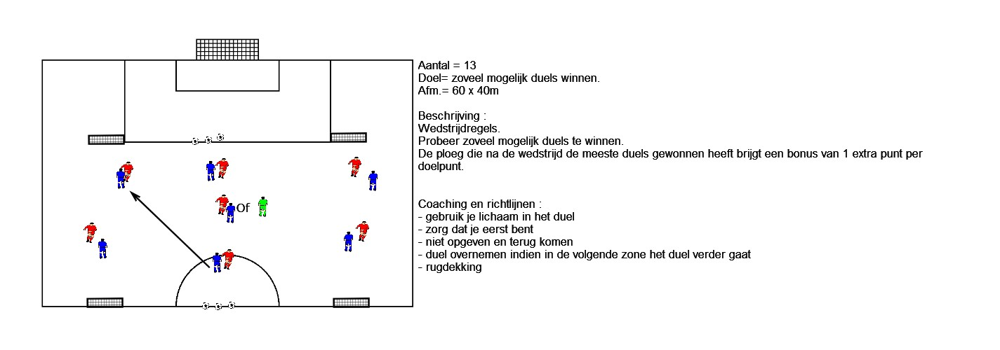 Aantal = 13
Doel= zoveel mogelijk duels winnen.
Afm.= 60 x 40m
Beschrijving :
Wedstrijdregels.
Probeer zoveel mogelijk duels te winnen.
De ploeg die na de wedstrijd de meeste duels gewonnen heeft brijgt een bonus van 1 extra punt per
doelpunt.
Of
Coaching en richtlijnen :
- gebruik je lichaam in het duel
- zorg dat je eerst bent
- niet opgeven en terug komen
- duel overnemen indien in de volgende zone het duel verder gaat
- rugdekking